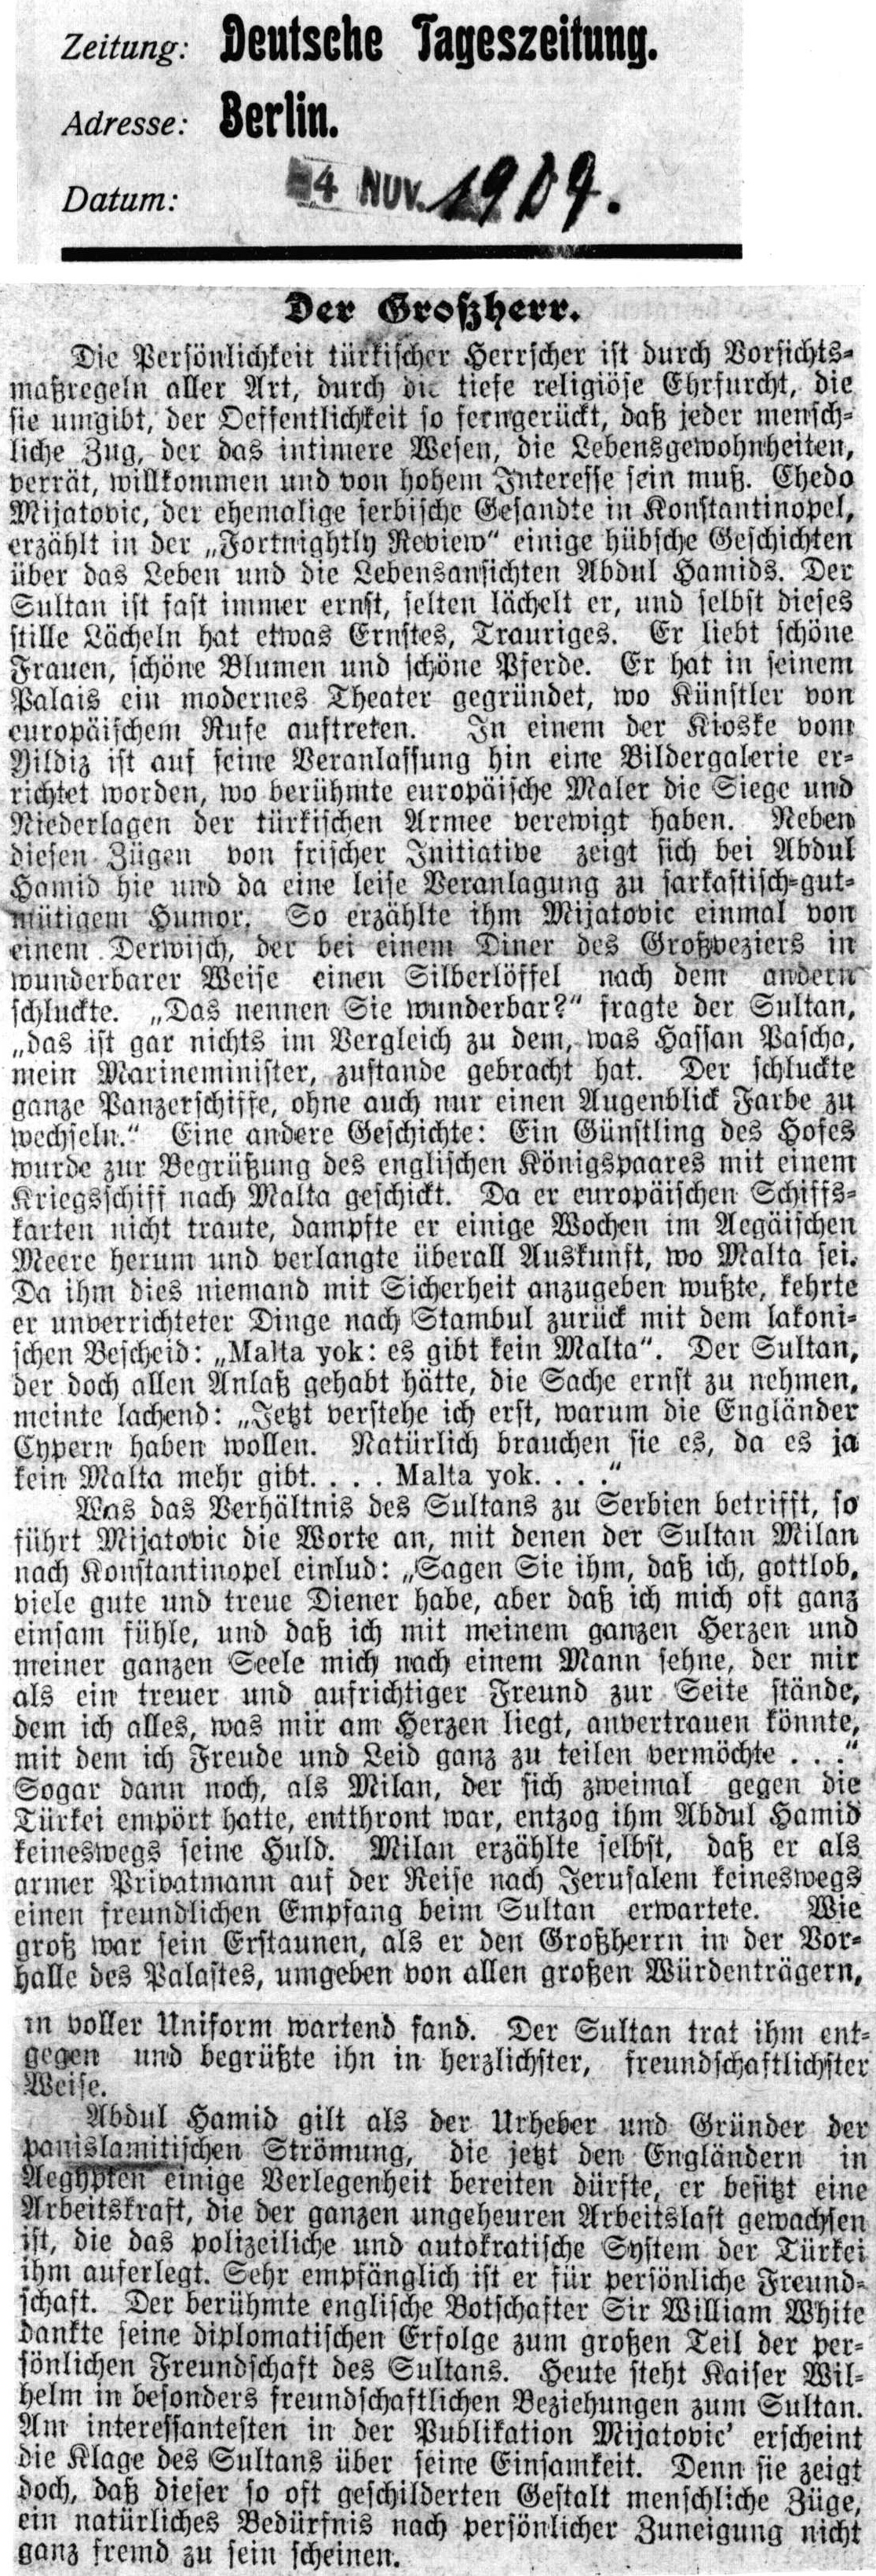 Zeitung: Deutsche Tageszeitung.
Adresse: Berlin.
Datum: 4 NOV. 1909.
Der Großherr.
Die Persönlichkeit türkischer Herrscher ist durch Vorsichts-
maßregeln aller Art, durch die tiefe religiöse Ehrfurcht, die
sie umgibt, der Oeffentlichkeit so ferngerückt, daß jeder mensch-
liche Zug, der das intimere Wesen, die Lebensgewohnheiten,
verrät, willkommen und von hohem Interesse sein muß. Chedo
Mijatovic, der ehemalige serbische Gesandte in Konstantinopel,
erzählt in der „Fortnightly Review“ einige hübsche Geschichten
über das Leben und die Lebensansichten Abdul Hamids. Der
Sultan ist fast immer ernst, selten lächelt er, und selbst dieses
stille Lächeln hat etwas Ernstes, Trauriges. Er liebt schöne
Frauen, schöne Blumen und schöne Pferde. Er hat in seinem
Palais ein modernes Theater gegründet, wo Künstler von
europäischem Rufe auftreten. In einem der Kioske vom
Yildiz ist auf seine Veranlassung hin eine Bildergalerie er-
richtet worden, wo berühmte europäische Maler die Siege und
Niederlagen der türkischen Armee verewigt haben. Neben
diesen Zügen von frischer Initiative zeigt sich bei Abdul
Hamid hie und da eine leise Veranlagung zu sarkastisch-gut-
mütigem Humor. So erzählte ihm Mijatovic einmal von
einem Derwisch, der bei einem Diner des Großveziers in
wunderbarer Weise einen Silberlöffel nach dem andern
schluckte. „Das nennen Sie wunderbar?“ fragte der Sultan,
„das ist gar nichts im Vergleich zu dem, was Hassan Pascha,
mein Marineminister, zustande gebracht hat. Der schluckte
ganze Panzerschiffe, ohne auch nur einen Augenblick Farbe zu
wechseln.“ Eine andere Geschichte: Ein Günstling des Hofes
wurde zur Begrüßung des englischen Königspaares mit einem
Kriegsschiff nach Malta geschickt. Da er europäischen Schiffs-
karten nicht traute, dampfte er einige Wochen im Aegäischen
Meere herum und verlangte überall Auskunft, wo Malta sei.
Da ihm dies niemand mit Sicherheit anzugeben wußte, kehrte
er unverrichteter Dinge nach Stambul zurück mit dem lakoni-
schen Bescheid: „Malta yok: es gibt kein Malta“. Der Sultan,
der doch allen Anlaß gehabt hätte, die Sache ernst zu nehmen,
meinte lachend: „Jetzt verstehe ich erst, warum die Engländer
Cypern haben wollen. Natürlich brauchen sie es, da es ja
kein Malta mehr gibt. . . . Malta yok. . . .“
Was das Verhältnis des Sultans zu Serbien betrifft, so
führt Mijatovic die Worte an, mit denen der Sultan Milan
nach Konstantinopel einlud: „Sagen Sie ihm, daß ich, gottlob,
viele gute und treue Diener habe, aber daß ich mich oft ganz
einsam fühle, und daß ich mit meinem ganzen Herzen und
meiner ganzen Seele mich nach einem Mann sehne, der mir
als ein treuer und aufrichtiger Freund zur Seite stände,
dem ich alles, was mir am Herzen liegt, anvertrauen könnte,
mit dem ich Freude und Leid ganz zu teilen vermöchte . . .“
Sogar dann noch, als Milan, der sich zweimal gegen die
Türkei empört hatte, entthront war, entzog ihm Abdul Hamid
keineswegs seine Huld. Milan erzählte selbst, daß er als
armer Privatmann auf der Reise nach Jerusalem keineswegs
einen freundlichen Empfang beim Sultan erwartete. Wie
groß war sein Erstaunen, als er den Großherrn in der Vor-
halle des Palastes, umgeben von allen großen Würdenträgern,
in voller Uniform wartend fand. Der Sultan trat ihm ent-
gegen und begrüßte ihn in herzlichster, freundschaftlichster
Weise.
Abdul Hamid gilt als der Urheber und Gründer der
panislamitischen Strömung, die jetzt den Engländern in
Aegypten einige Verlegenheit bereiten dürfte, er besitzt eine
Arbeitskraft, die der ganzen ungeheuren Arbeitslast gewachsen
ist, die das polizeiliche und autokratische System der Türkei
ihm auferlegt. Sehr empfänglich ist er für persönliche Freund-
schaft. Der berühmte englische Botschafter Sir William White
dankte seine diplomatischen Erfolge zum großen Teil der per-
sönlichen Freundschaft des Sultans. Heute steht Kaiser Wil-
helm in besonders freundschaftlichen Beziehungen zum Sultan.
Am interessantesten in der Publikation Mijatovic' erscheint
die Klage des Sultans über seine Einsamkeit. Denn sie zeigt
doch, daß dieser so oft geschilderten Gestalt menschliche Züge,
ein natürliches Bedürfnis nach persönlicher Zuneigung nicht
ganz fremd zu sein scheinen.